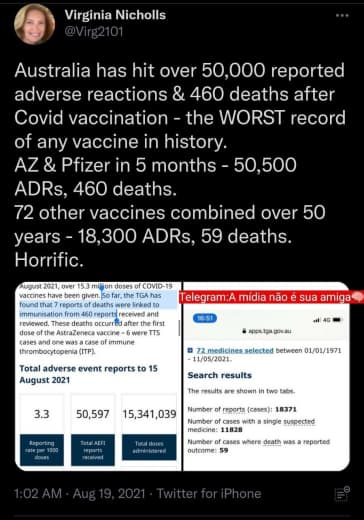 Virginia Nicholls
@Virg2101
Australia has hit over 50,000 reported
adverse reactions & 460 deaths after
Covid vaccination - the WORST record
of any vaccine in history.
AZ & Pfizer in 5 months - 50,500
ADRs, 460 deaths.
72 other vaccines combined over 50
years - 18,300 ADRs, 59 deaths.
Horrific.
August 2021, over 15.3 million doses of COVID-19
vaccines have been given. So far, the TGA has
found that 7 reports of deaths were linked to
immunisation from 460 reports received and
reviewed. These deaths occurred after the first
dose of the AstraZeneca vaccine – 6 were TTS
cases and one was a case of immune
thrombocytopenia (ITP).
Total adverse event reports to 15
August 2021
3.3
50,597
15,341,039
Reporting
rate per 1000
doses
Total AEFI
reports
received
Total doses
administered
Telegram:A mídia não é sua amiga
16:51
4G
apps.tga.gov.au
72 medicines selected between 01/01/1971
- 11/05/2021.
Search results
The results are shown in two tabs.
Number of reports (cases): 18371
Number of cases with a single suspected
medicine: 11828
Number of cases where death was a reported
outcome: 59
1:02 AM · Aug 19, 2021 · Twitter for iPhone